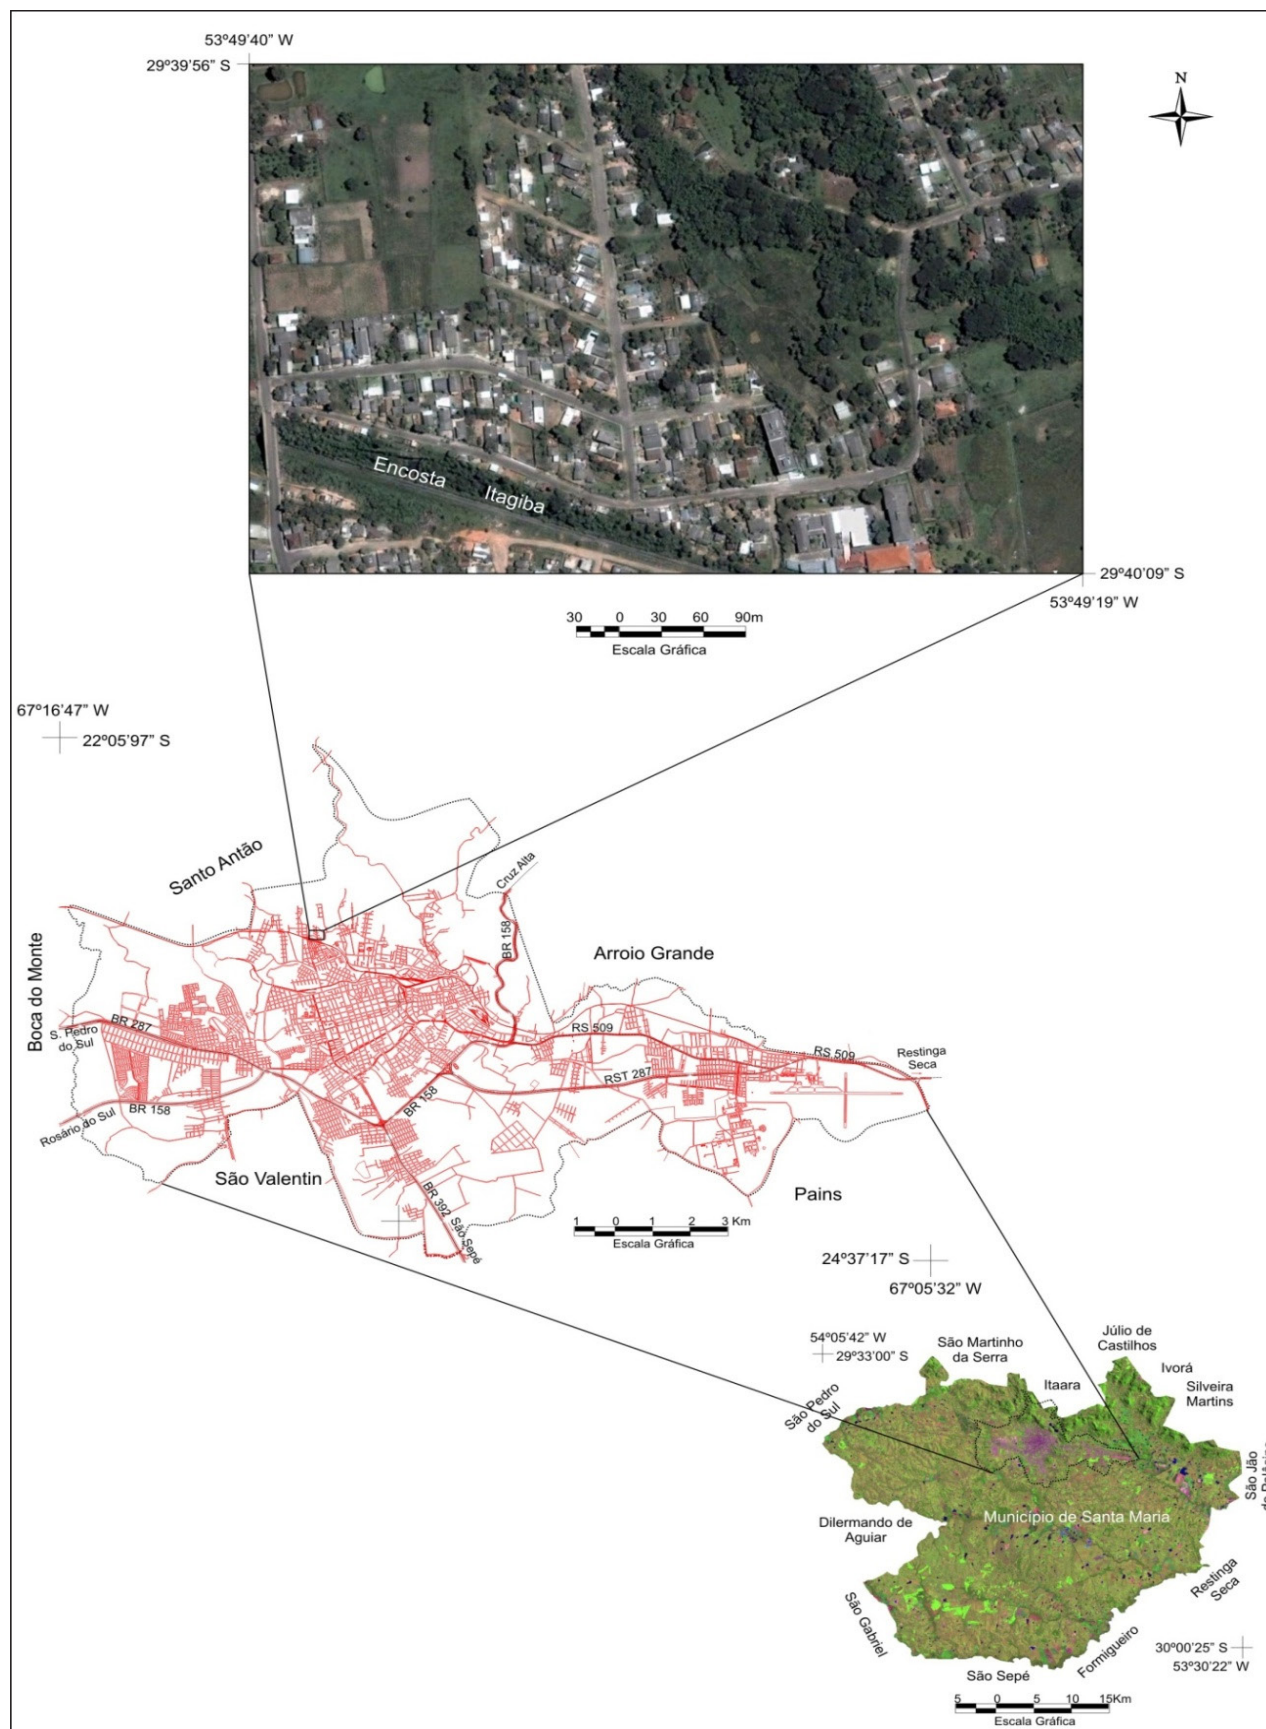 53º49’40” W
29º39’56” S
N
Encosta Itagiba
29º40’09” S
53º49’19” W
30 0 30 60 90m
Escala Gráfica
67º16’47” W
22º05’97” S
Santo Antão
Cruz Alta
BR 158
Arroio Grande
Boca do Monte
BR 287
S. Pedro
do Sul
RS 509
RS 509
Restinga
Seca
RST 287
BR 158
BR 158
Rosário do Sul
São Valentin
BR 392
São Sepé
Pains
1 0 1 2 3 Km
Escala Gráfica
24º37’17” S
67º05’32” W
54º05’42” W
29º33’00” S
São Martinho
da Serra
Júlio de
Castilhos
Ivorá
Itaara
Silveira
Martins
São Pedro
do Sul
São Jão
Município de Santa Maria
Dilermando de
Aguiar
Restinga
Seca
São Gabriel
Formigueiro
30º00’25” S
53º30’22” W
São Sepé
5 0 5 10 15Km
Escala Gráfica